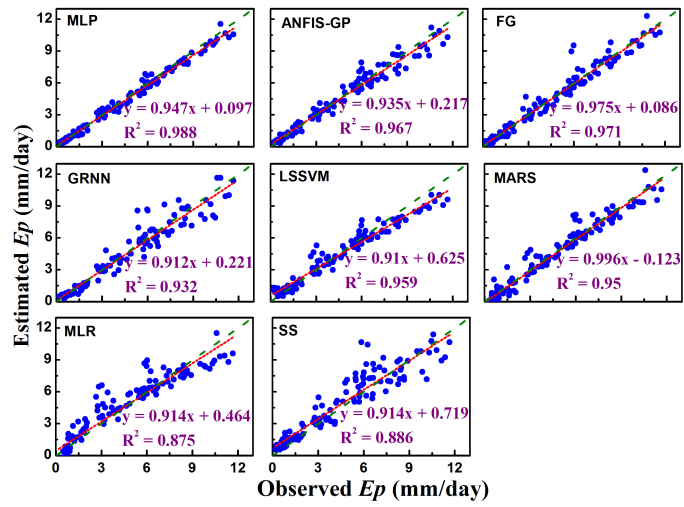 MLP
y = 0.947x + 0.097
R² = 0.988
ANFIS-GP
y = 0.935x + 0.217
R² = 0.967
FG
y = 0.975x + 0.086
R² = 0.971
12
9
6
3
0
GRNN
y = 0.912x + 0.221
R² = 0.932
LSSVM
y = 0.91x + 0.625
R² = 0.959
MARS
y = 0.996x - 0.123
R² = 0.95
12
9
6
3
0
MLR
y = 0.914x + 0.464
R² = 0.875
SS
y = 0.914x + 0.719
R² = 0.886
12
9
6
3
0
0 3 6 9 12
0 3 6 9 12
0 3 6 9 12
Estimated Ep (mm/day)
Observed Ep (mm/day)